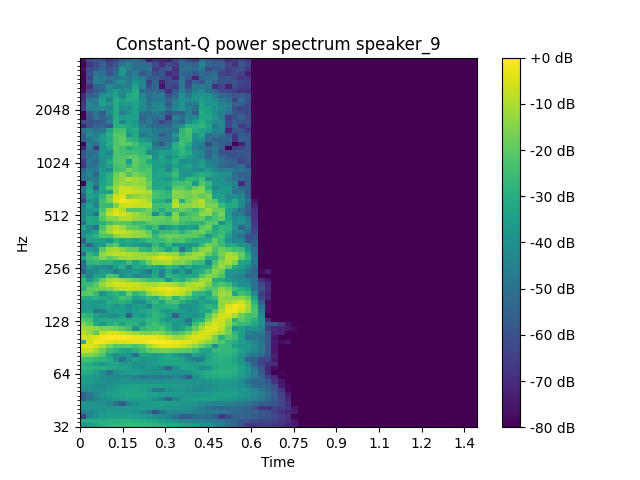 Constant-Q power spectrum speaker_9
Hz
2048
1024
512
256
128
64
32
0 0.15 0.3 0.45 0.6 0.75 0.9 1.1 1.2 1.4
Time
+0 dB
-10 dB
-20 dB
-30 dB
-40 dB
-50 dB
-60 dB
-70 dB
-80 dB